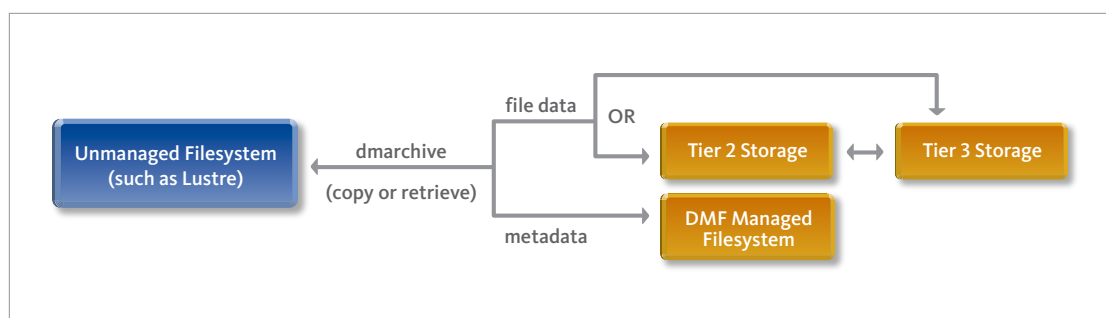 Unmanaged Filesystem
(such as Lustre)
dmarchive
(copy or retrieve)
file data
OR
metadata
Tier 2 Storage
Tier 3 Storage
DMF Managed
Filesystem